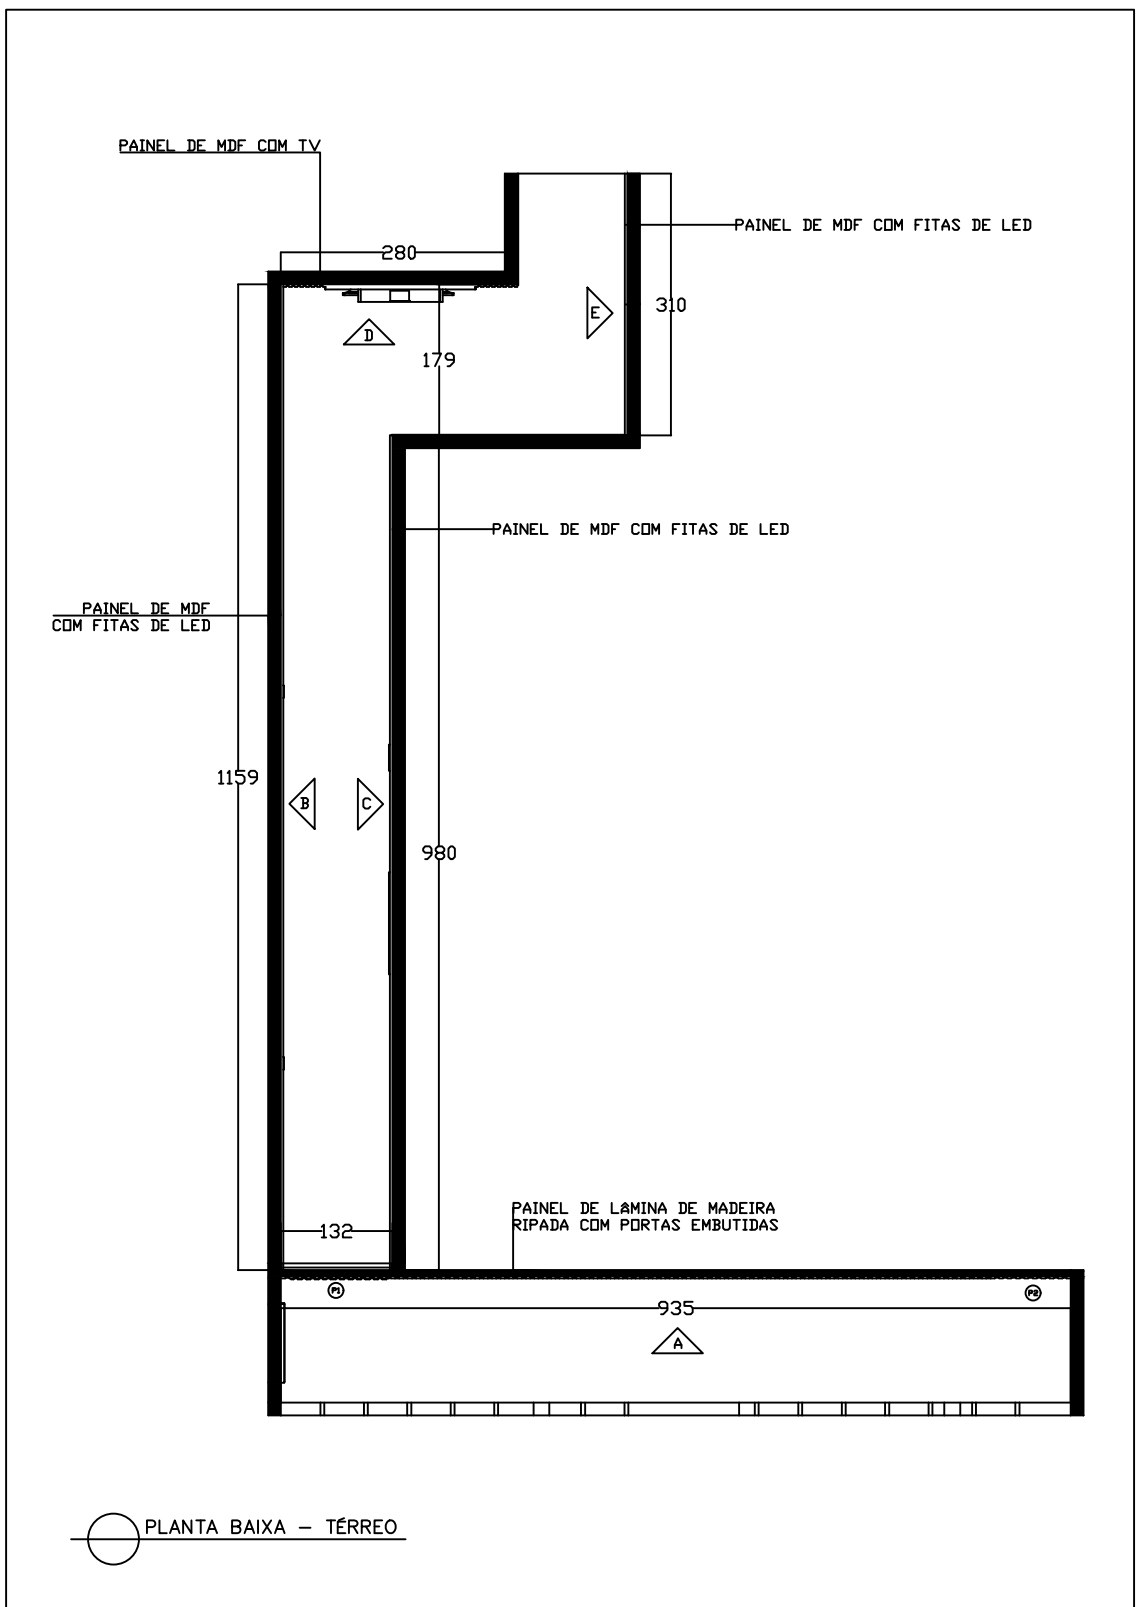 PAINEL DE MDF COM TV
PAINEL DE MDF COM FITAS DE LED
280
E
310
D
179
PAINEL DE MDF COM FITAS DE LED
PAINEL DE MDF
COM FITAS DE LED
1159
B
C
980
PAINEL DE LÂMINA DE MADEIRA
RIPADA COM PORTAS EMBUTIDAS
132
P1
P2
935
A
PLANTA BAIXA - TÉRREO